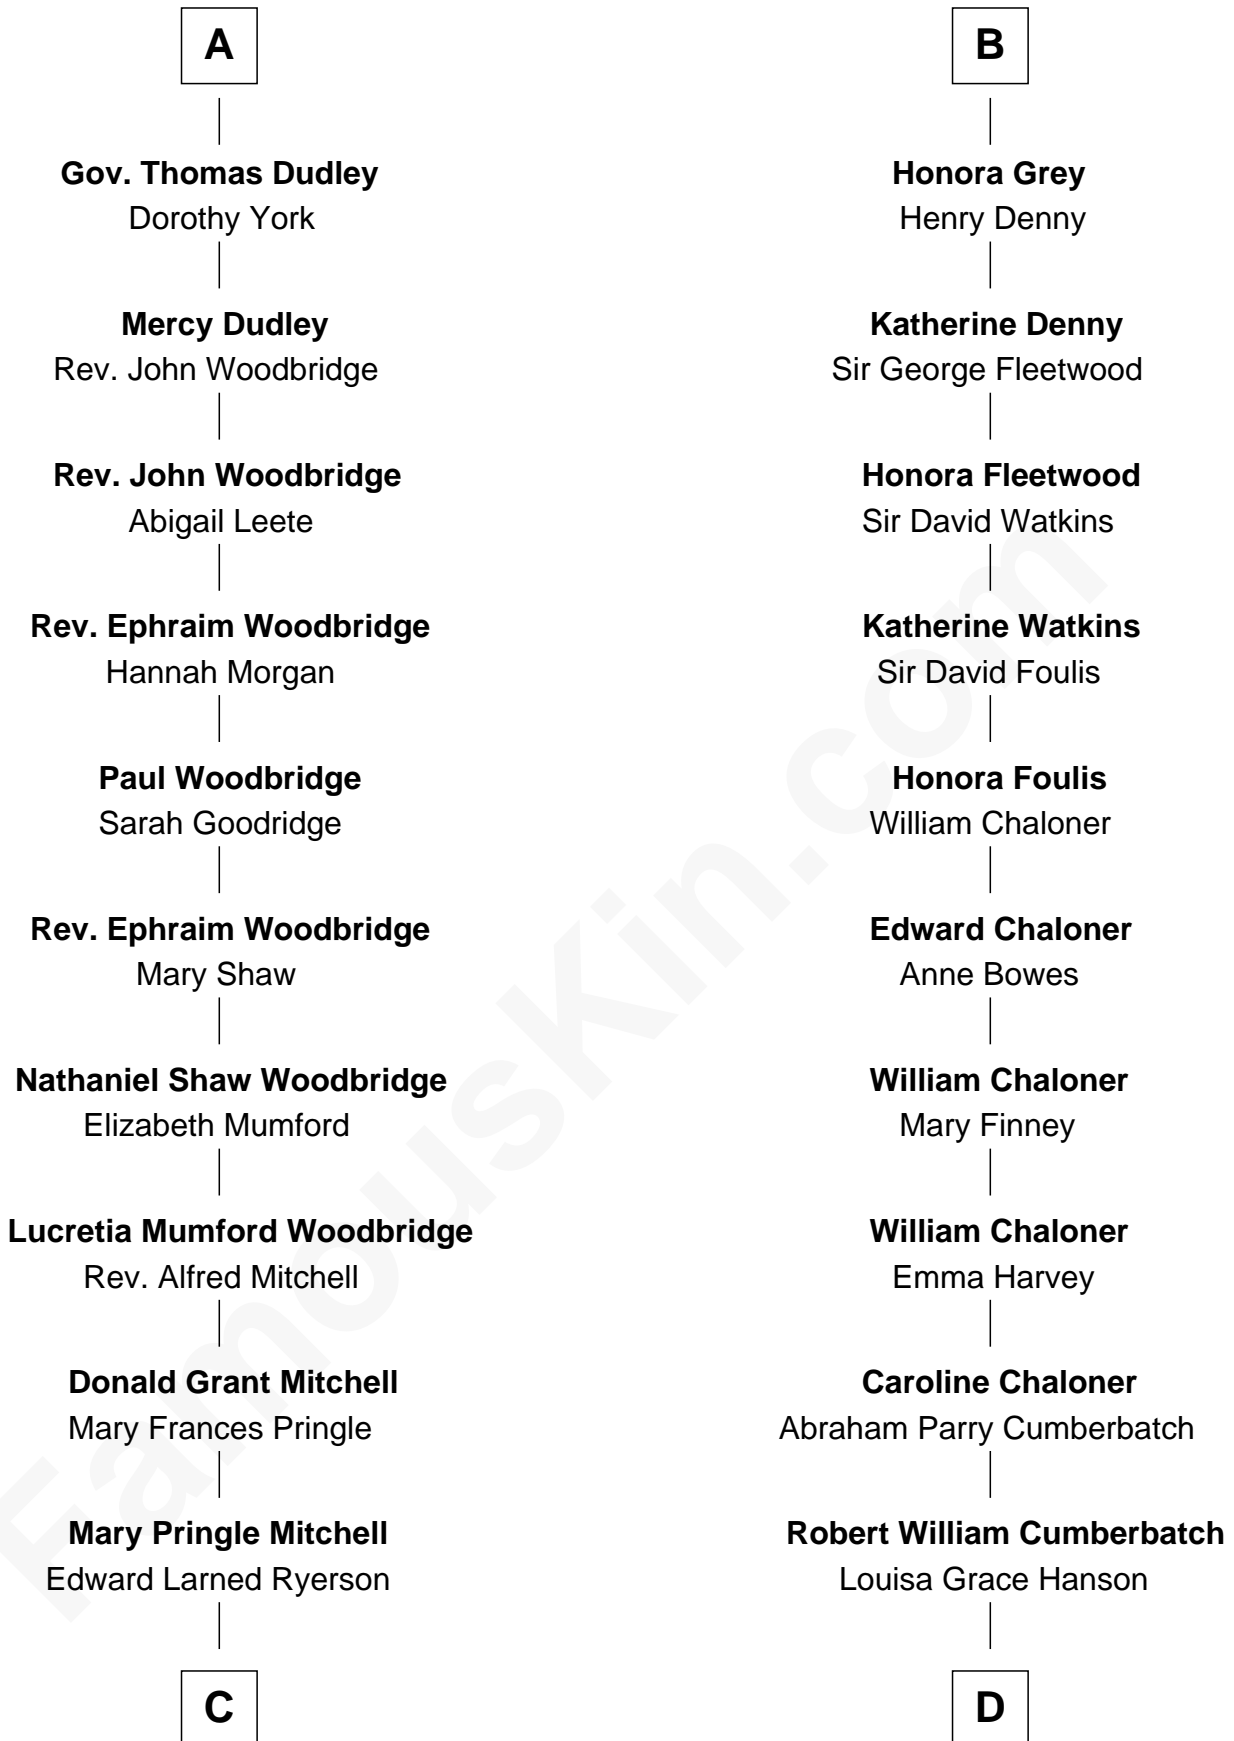 A
Gov. Thomas Dudley
Dorothy York
Mercy Dudley
Rev. John Woodbridge
Rev. John Woodbridge
Abigail Leete
Rev. Ephraim Woodbridge
Hannah Morgan
Paul Woodbridge
Sarah Goodridge
Rev. Ephraim Woodbridge
Mary Shaw
Nathaniel Shaw Woodbridge
Elizabeth Mumford
Lucretia Mumford Woodbridge
Rev. Alfred Mitchell
Donald Grant Mitchell
Mary Frances Pringle
Mary Pringle Mitchell
Edward Larned Ryerson
C
B
Honora Grey
Henry Denny
Katherine Denny
Sir George Fleetwood
Honora Fleetwood
Sir David Watkins
Katherine Watkins
Sir David Foulis
Honora Foulis
William Chaloner
Edward Chaloner
Anne Bowes
William Chaloner
Mary Finney
William Chaloner
Emma Harvey
Caroline Chaloner
Abraham Parry Cumberbatch
Robert William Cumberbatch
Louisa Grace Hanson
D
FamousKin.com